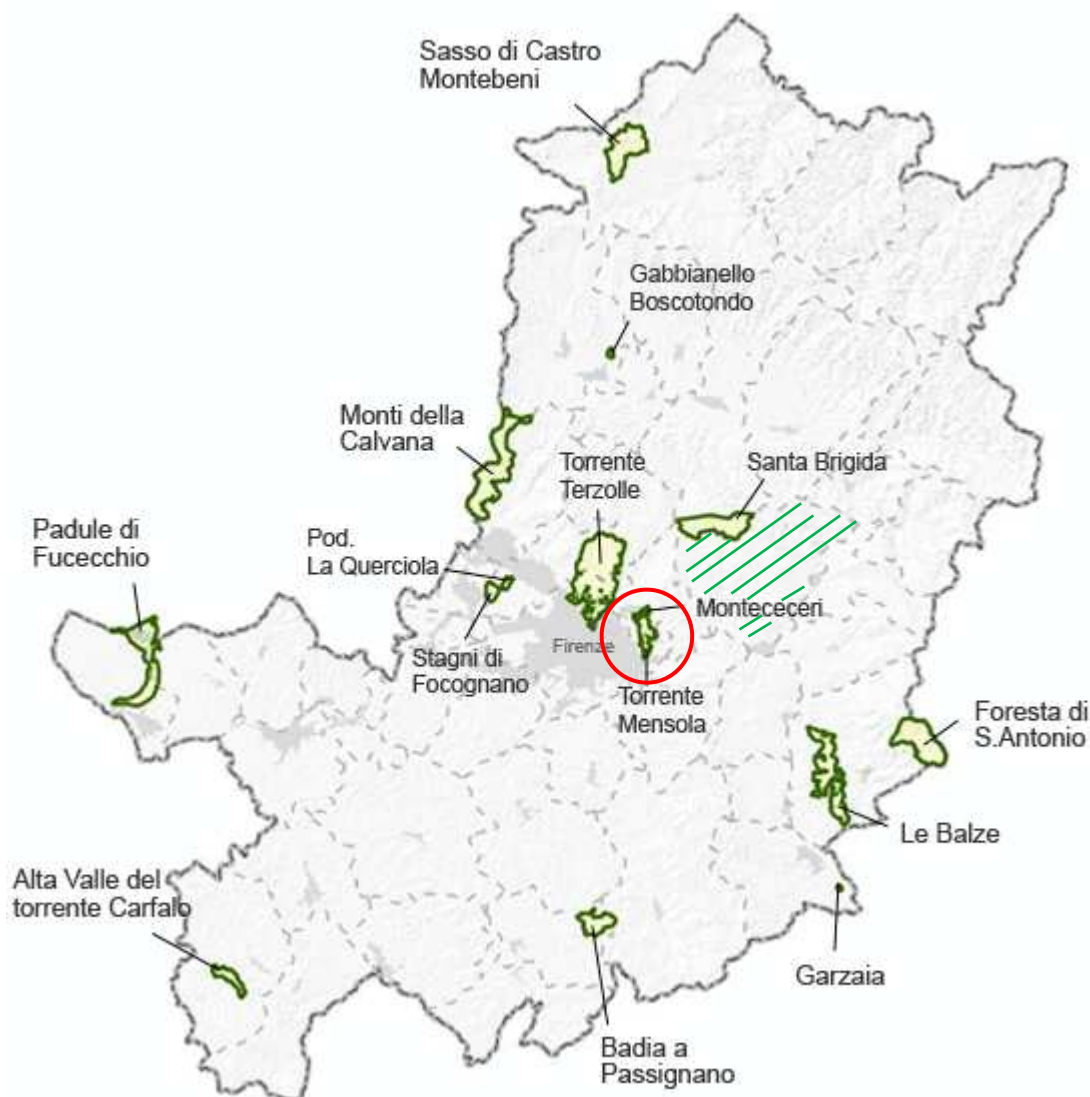 Sasso di Castro
Montebeni
Gabbianello
Boscotondo
Monti della
Calvana
Torrente
Terzolle
Santa Brigida
Padule di
Fucecchio
Pod.
La Querciola
Montececeri
Firenze
Stagni di
Focognano
Torrente
Mensola
Foresta di
S.Antonio
Le Balze
Alta Valle del
torrente Carfalo
Garzaia
Badia a
Passignano